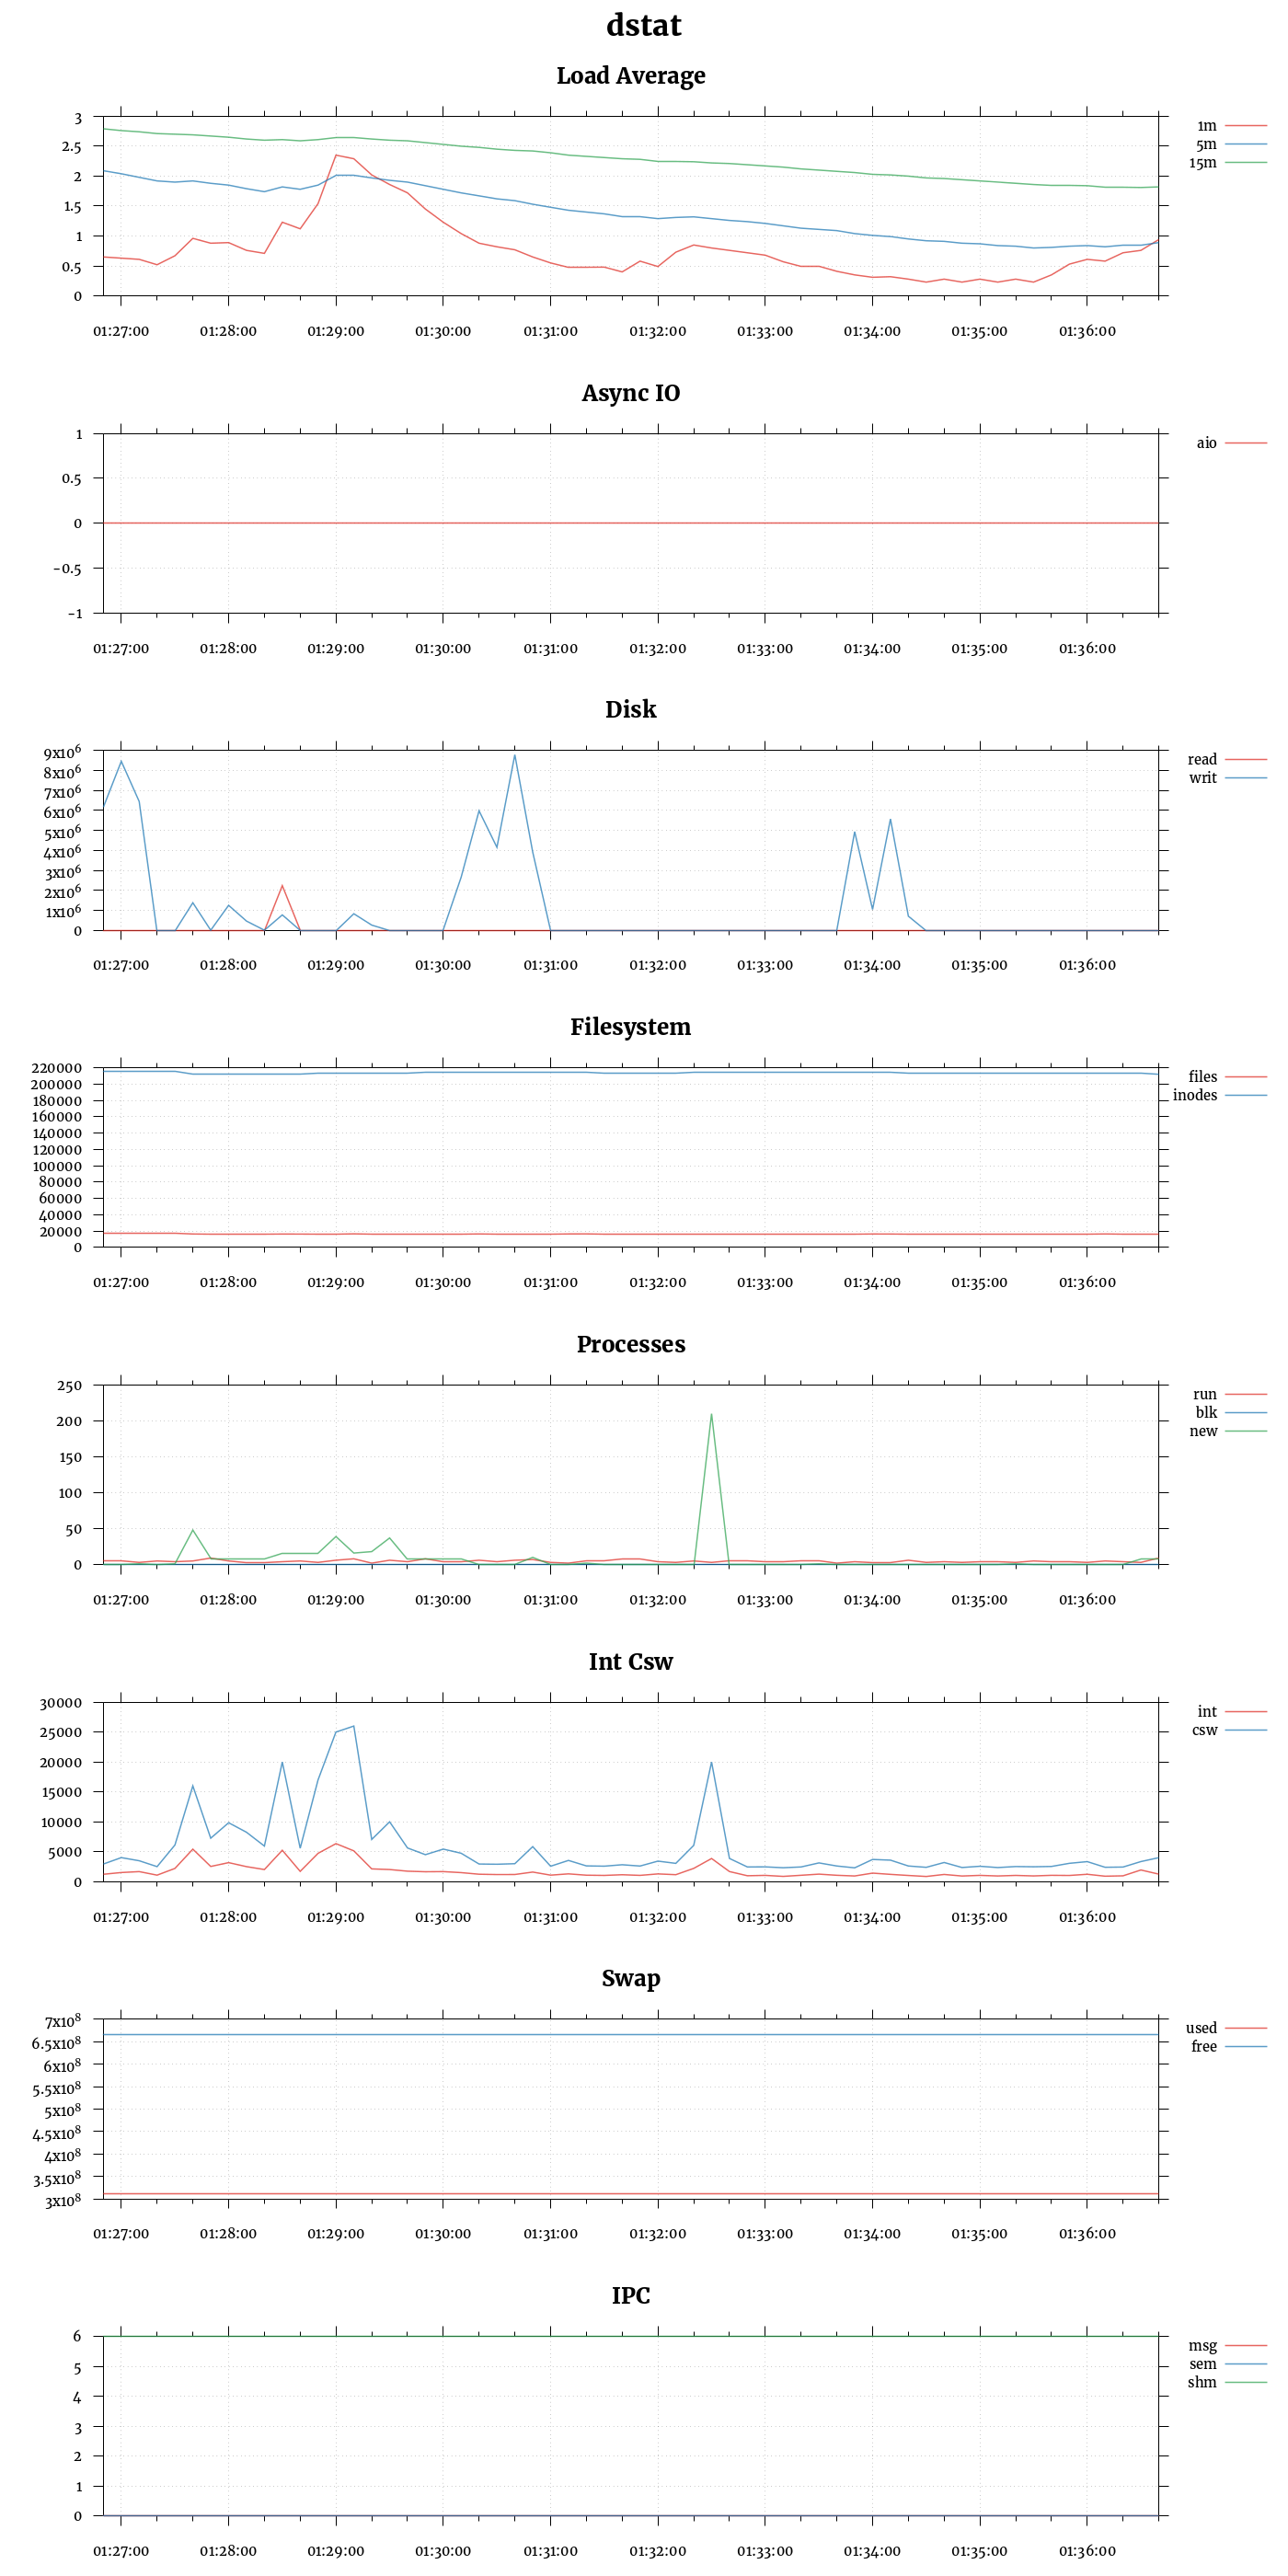 dstat
Load Average
3
2.5
2
1.5
1
0.5
0
1m
5m
15m
01:27:00 01:28:00 01:29:00 01:30:00 01:31:00 01:32:00 01:33:00 01:34:00 01:35:00 01:36:00
Async IO
1
0.5
0
-0.5
-1
aio
01:27:00 01:28:00 01:29:00 01:30:00 01:31:00 01:32:00 01:33:00 01:34:00 01:35:00 01:36:00
Disk
9x10⁶
8x10⁶
7x10⁶
6x10⁶
5x10⁶
4x10⁶
3x10⁶
2x10⁶
1x10⁶
0
read
writ
01:27:00 01:28:00 01:29:00 01:30:00 01:31:00 01:32:00 01:33:00 01:34:00 01:35:00 01:36:00
Filesystem
220000
200000
180000
160000
140000
120000
100000
80000
60000
40000
20000
0
files
inodes
01:27:00 01:28:00 01:29:00 01:30:00 01:31:00 01:32:00 01:33:00 01:34:00 01:35:00 01:36:00
Processes
250
200
150
100
50
0
run
blk
new
01:27:00 01:28:00 01:29:00 01:30:00 01:31:00 01:32:00 01:33:00 01:34:00 01:35:00 01:36:00
Int Csw
30000
25000
20000
15000
10000
5000
0
int
csw
01:27:00 01:28:00 01:29:00 01:30:00 01:31:00 01:32:00 01:33:00 01:34:00 01:35:00 01:36:00
Swap
7x10⁸
6.5x10⁸
6x10⁸
5.5x10⁸
5x10⁸
4.5x10⁸
4x10⁸
3.5x10⁸
3x10⁸
used
free
01:27:00 01:28:00 01:29:00 01:30:00 01:31:00 01:32:00 01:33:00 01:34:00 01:35:00 01:36:00
IPC
6
5
4
3
2
1
0
msg
sem
shm
01:27:00 01:28:00 01:29:00 01:30:00 01:31:00 01:32:00 01:33:00 01:34:00 01:35:00 01:36:00